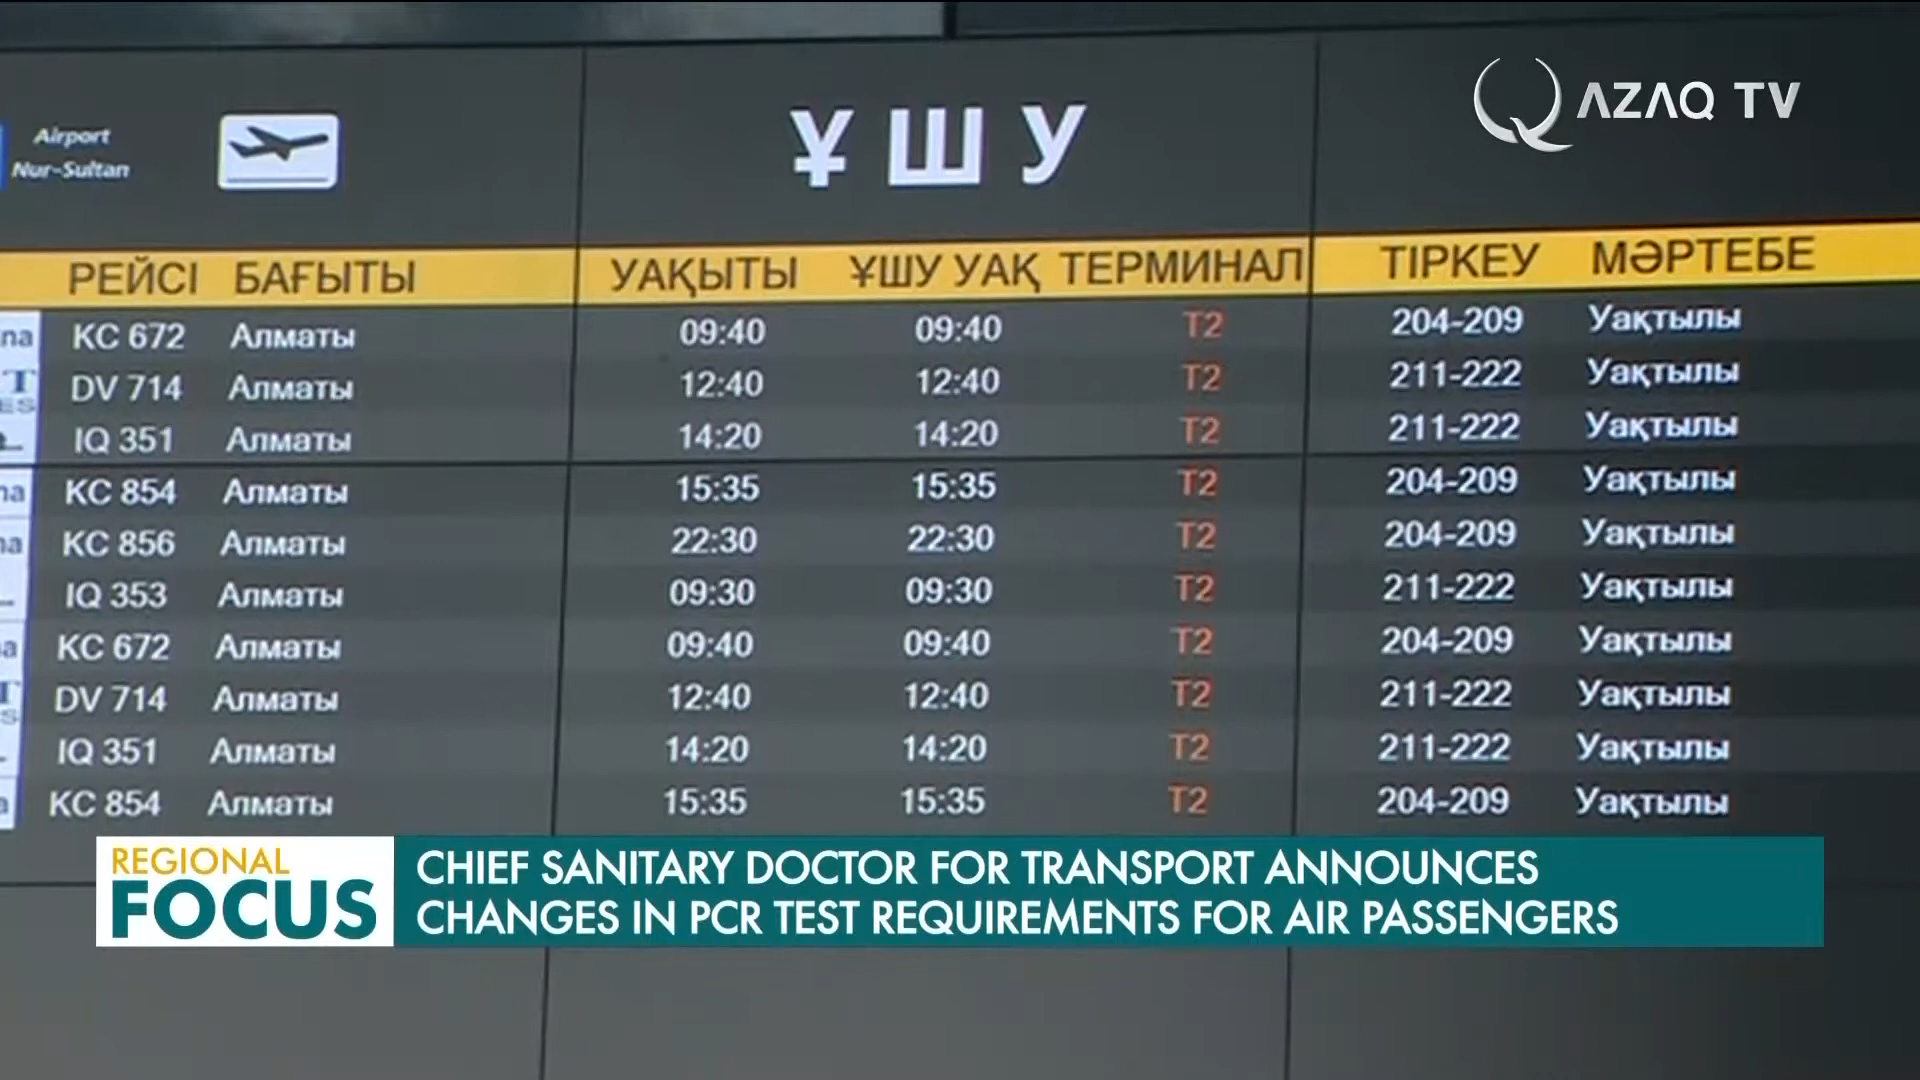 QAZAQ TV
Airport
Nur-Sultan
ҰШУ
РЕЙСІ БАҒЫТЫ УАҚЫТЫ ҰШУ УАҚ ТЕРМИНАЛ ТІРКЕУ МӘРТЕБЕ
KC 672 Алматы 09:40 09:40 T2 204-209 Уақтылы
DV 714 Алматы 12:40 12:40 T2 211-222 Уақтылы
IQ 351 Алматы 14:20 14:20 T2 211-222 Уақтылы
KC 854 Алматы 15:35 15:35 T2 204-209 Уақтылы
KC 856 Алматы 22:30 22:30 T2 204-209 Уақтылы
IQ 353 Алматы 09:30 09:30 T2 211-222 Уақтылы
KC 672 Алматы 09:40 09:40 T2 204-209 Уақтылы
DV 714 Алматы 12:40 12:40 T2 211-222 Уақтылы
IQ 351 Алматы 14:20 14:20 T2 211-222 Уақтылы
KC 854 Алматы 15:35 15:35 T2 204-209 Уақтылы
REGIONAL
FOCUS
CHIEF SANITARY DOCTOR FOR TRANSPORT ANNOUNCES
CHANGES IN PCR TEST REQUIREMENTS FOR AIR PASSENGERS